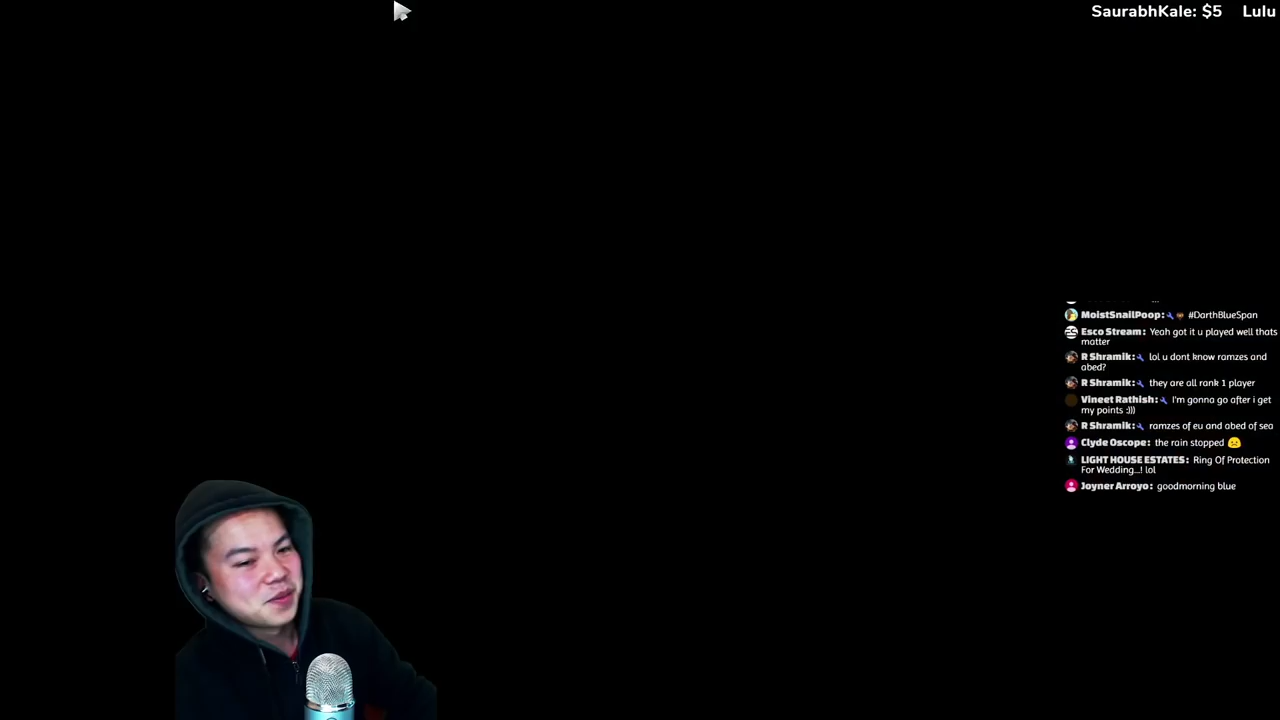 SaurabhKale: $5 Lulu
MoistSnailPoop: #DarthBlueSpan
Esco Stream: Yeah got it u played well thats
matter
R Shramik: lol u dont know ramzes and
abed?
R Shramik: they are all rank 1 player
Vineet Rathish: I'm gonna go after i get
my points :)))
R Shramik: ramzes of eu and abed of sea
Clyde Oscope: the rain stopped
LIGHT HOUSE ESTATES: Ring Of Protection
For Wedding...! lol
Joyner Arroyo: goodmorning blue